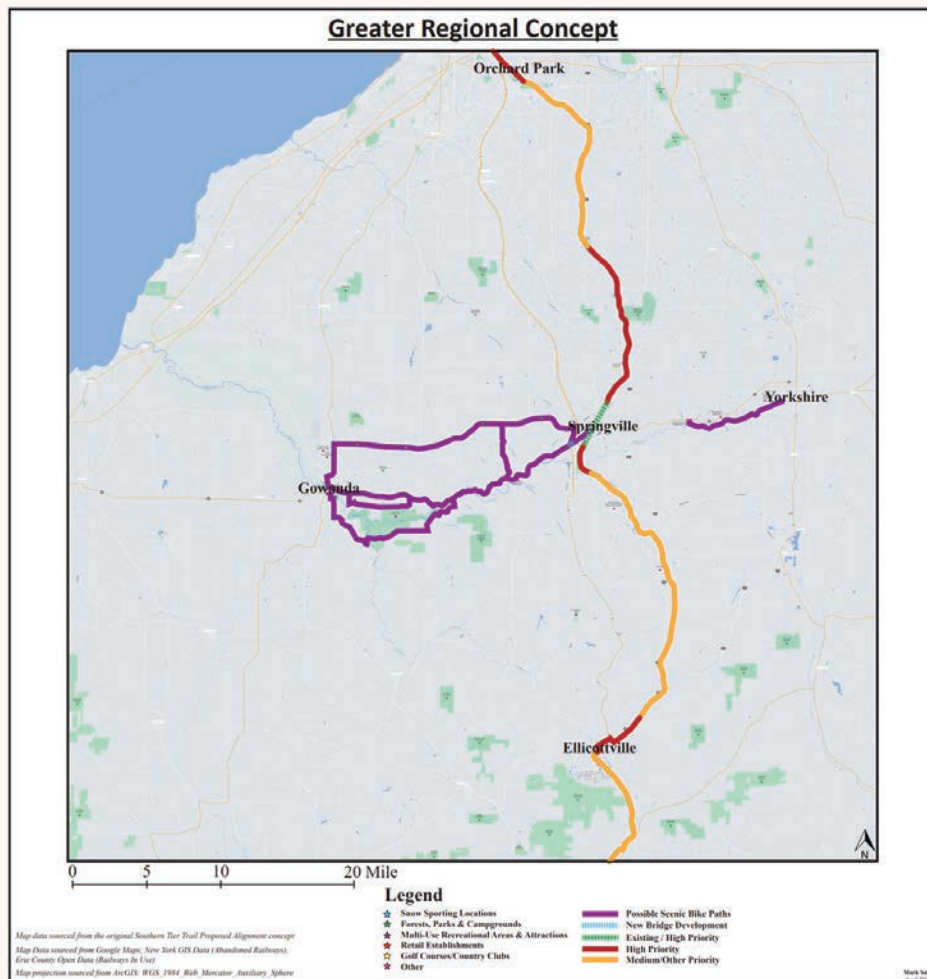 Greater Regional Concept
Orchard Park
Yorkshire
Springville
Gowanda
Ellicottville
N
0 5 10 20 Mile
Legend
Snow Sporting Locations
Forests, Parks & Campgrounds
Multi-Use Recreational Areas & Attractions
Retail Establishments
Golf Courses/Country Clubs
Other
Possible Scenic Bike Paths
New Bridge Development
Existing / High Priority
High Priority
Medium/Other Priority
Map data sourced from the original Southern Tier Trail Proposed Alignment concept
Map Data sourced from Google Maps, New York GIS Data (Abandoned Railways),
Erie County Open Data (Railways In Use)
Map projection sourced from ArcGIS: WGS_1984_Web_Mercator_Auxiliary_Sphere
Mark